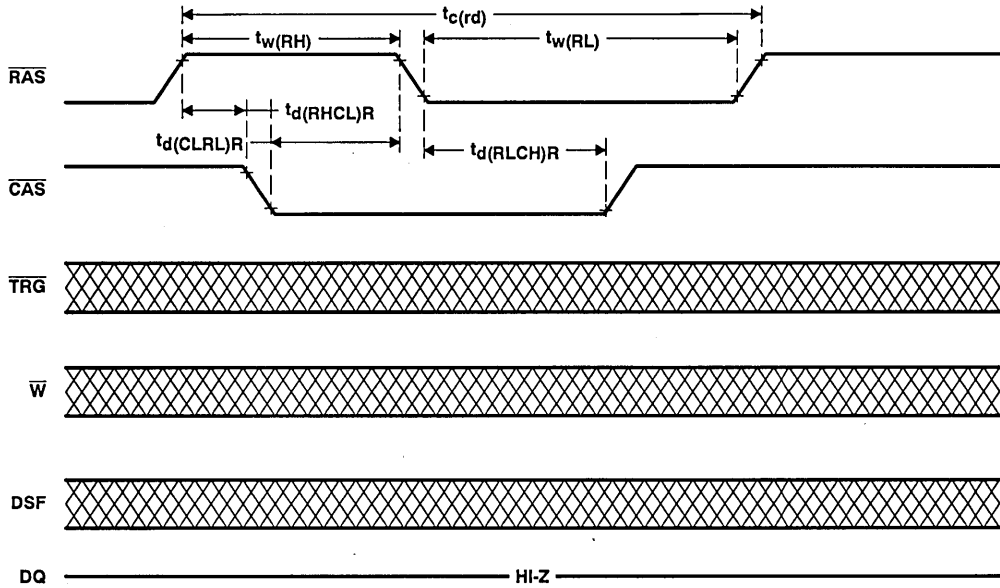 tc(rd)
tw(RH)
tw(RL)
RAS
td(RHCL)R
td(CLRL)R
td(RLCH)R
CAS
TRG
W
DSF
DQ
HI-Z